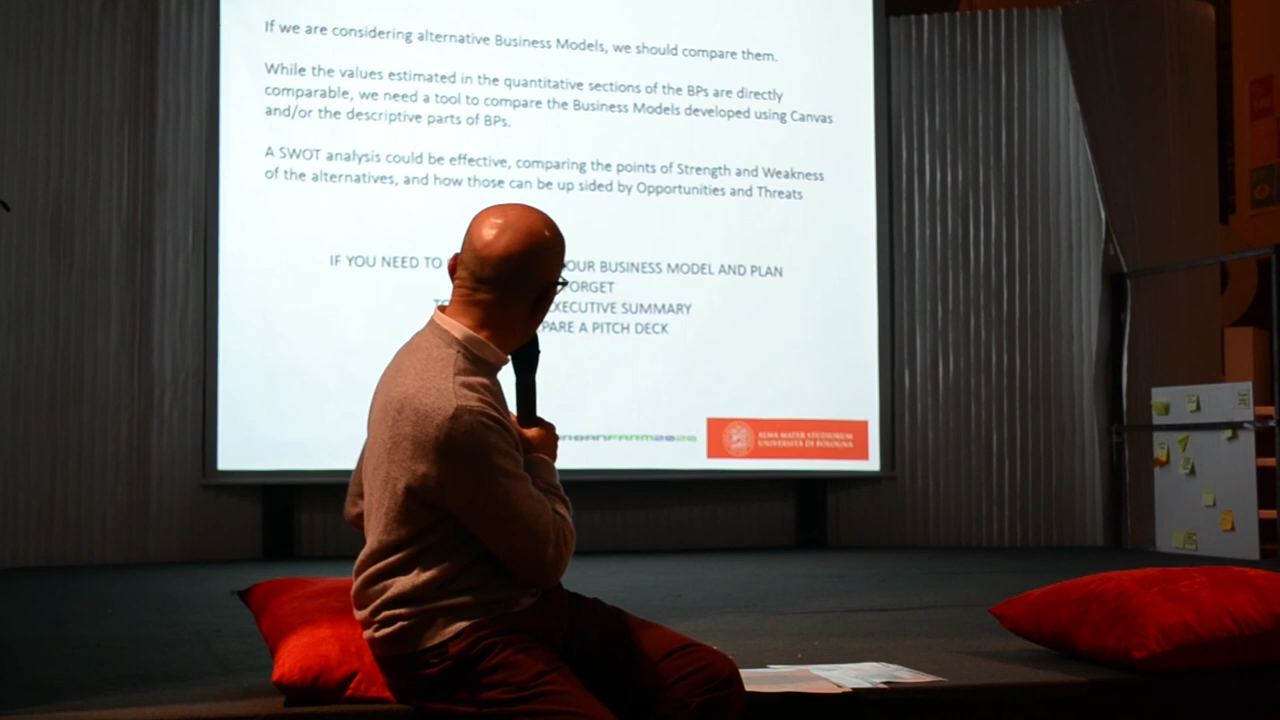 If we are considering alternative Business Models, we should compare them.
While the values estimated in the quantitative sections of the BPs are directly
comparable, we need a tool to compare the Business Models developed using Canvas
and/or the descriptive parts of BPs.
A SWOT analysis could be effective, comparing the points of Strength and Weakness
of the alternatives, and how those can be up sided by Opportunities and Threats
IF YOU NEED TO OUR BUSINESS MODEL AND PLAN
ORGET
XECUTIVE SUMMARY
PARE A PITCH DECK
URBANFARM2020
ALMA MATER STUDIORUM
UNIVERSITÀ DI BOLOGNA